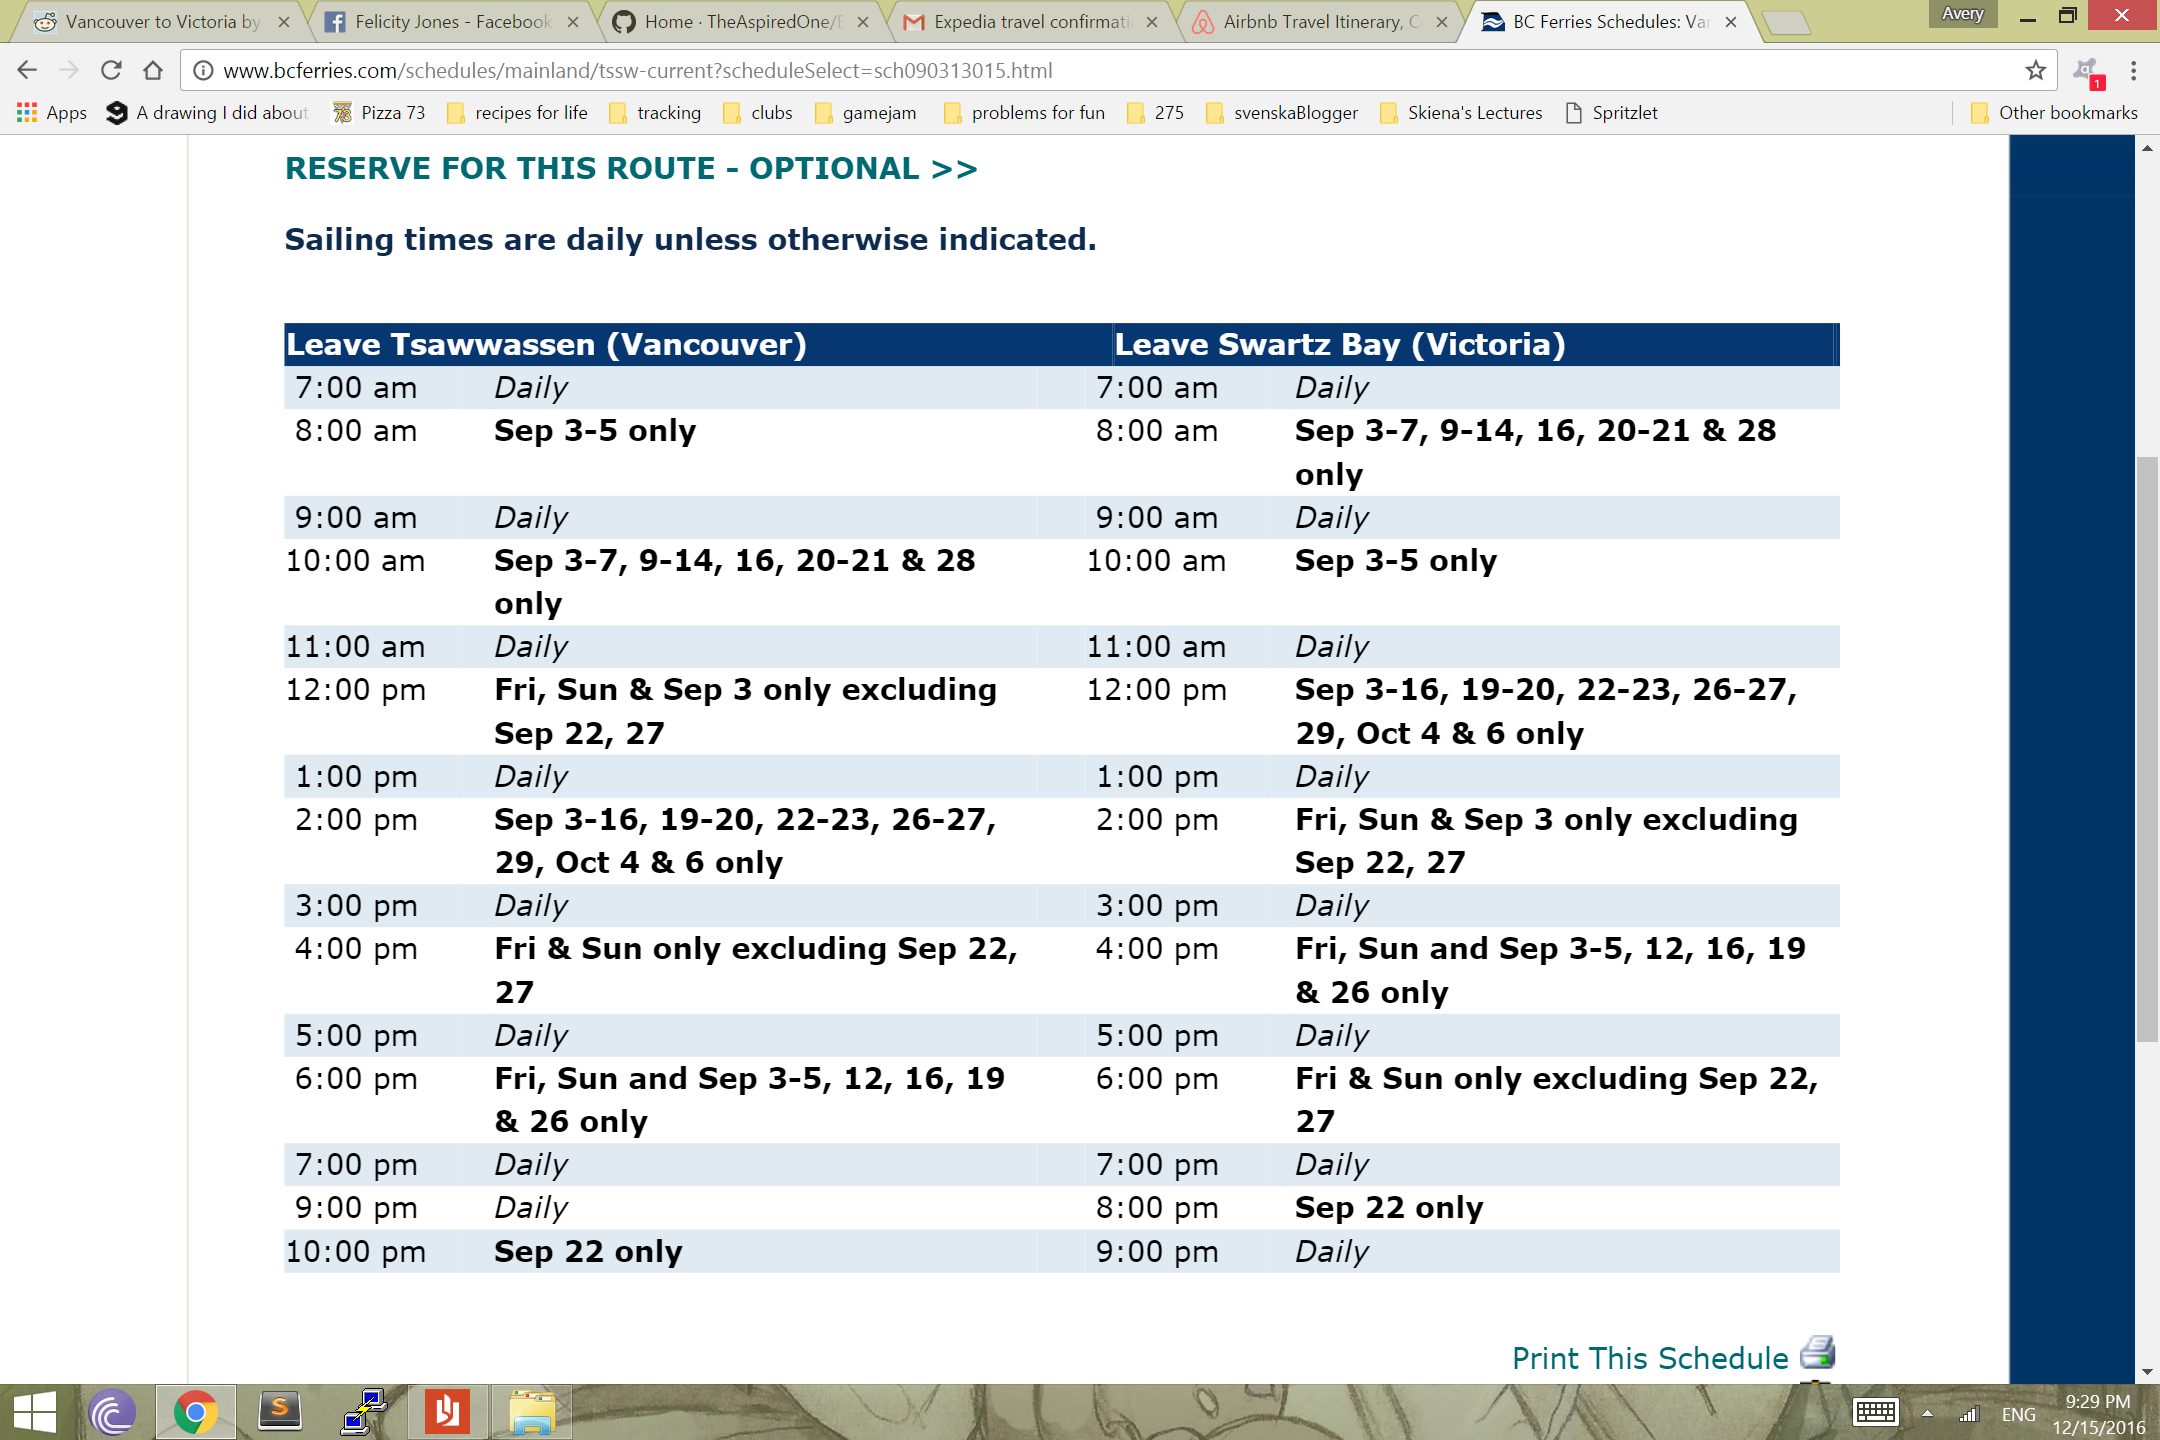 Vancouver to Victoria by
Felicity Jones - Facebook
Home · TheAspiredOne/
Expedia travel confirmati
Airbnb Travel Itinerary, C
BC Ferries Schedules: Va
Avery
www.bcferries.com/schedules/mainland/tssw-current?scheduleSelect=sch090313015.html
1
Apps A drawing I did about Pizza 73 recipes for life tracking clubs gamejam problems for fun 275 svenskaBlogger Skiena's Lectures Spritzlet Other bookmarks
RESERVE FOR THIS ROUTE - OPTIONAL >>
Sailing times are daily unless otherwise indicated.
Leave Tsawwassen (Vancouver) Leave Swartz Bay (Victoria)
7:00 am Daily 7:00 am Daily
8:00 am Sep 3-5 only 8:00 am Sep 3-7, 9-14, 16, 20-21 & 28
only
9:00 am Daily 9:00 am Daily
10:00 am Sep 3-7, 9-14, 16, 20-21 & 28 10:00 am Sep 3-5 only
only
11:00 am Daily 11:00 am Daily
12:00 pm Fri, Sun & Sep 3 only excluding 12:00 pm Sep 3-16, 19-20, 22-23, 26-27,
Sep 22, 27 29, Oct 4 & 6 only
1:00 pm Daily 1:00 pm Daily
2:00 pm Sep 3-16, 19-20, 22-23, 26-27, 2:00 pm Fri, Sun & Sep 3 only excluding
29, Oct 4 & 6 only Sep 22, 27
3:00 pm Daily 3:00 pm Daily
4:00 pm Fri & Sun only excluding Sep 22, 4:00 pm Fri, Sun and Sep 3-5, 12, 16, 19
27 & 26 only
5:00 pm Daily 5:00 pm Daily
6:00 pm Fri, Sun and Sep 3-5, 12, 16, 19 6:00 pm Fri & Sun only excluding Sep 22,
& 26 only 27
7:00 pm Daily 7:00 pm Daily
9:00 pm Daily 8:00 pm Sep 22 only
10:00 pm Sep 22 only 9:00 pm Daily
Print This Schedule
ENG
9:29 PM
12/15/2016